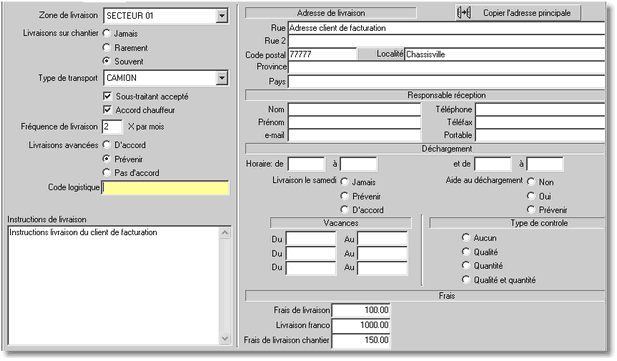 Zone de livraison SECTEUR 01
Livraisons sur chantier Jamais
Rarement
Souvent
Type de transport CAMION
Sous-traitant accepté
Accord chauffeur
Fréquence de livraison 2 X par mois
Livraisons avancées D'accord
Prévenir
Pas d'accord
Code logistique
Instructions de livraison
Instructions livraison du client de facturation
Adresse de livraison Copier l'adresse principale
Rue Adresse client de facturation
Rue 2
Code postal 77777 Localité Chassisville
Province
Pays
Responsable réception
Nom Téléphone
Prénom Téléfax
e-mail Portable
Déchargement
Horaire: de à et de à
Livraison le samedi Jamais Aide au déchargement Non
Prévenir Oui
D'accord Prévenir
Vacances Type de controle
Du Au Aucun
Du Au Qualité
Du Au Quantité
Qualité et quantité
Frais
Frais de livraison 100.00
Livraison franco 1000.00
Frais de livraison chantier 150.00